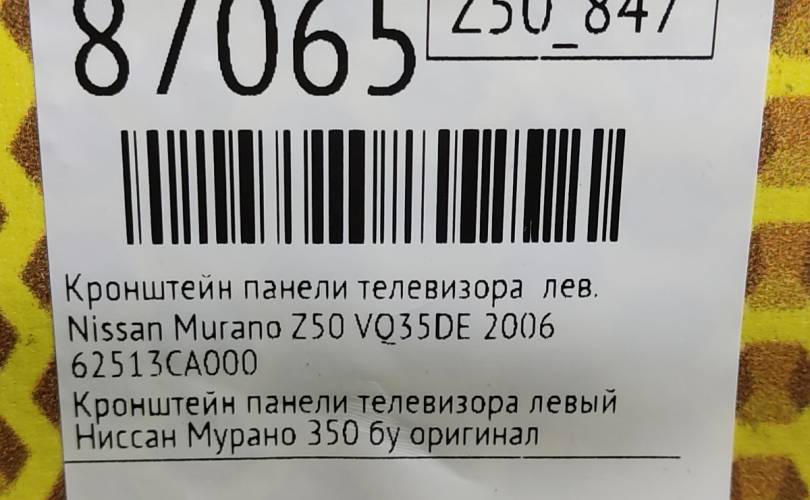 87065
Z50_847
Кронштейн панели телевизора лев.
Nissan Murano Z50 VQ35DE 2006
62513CA000
Кронштейн панели телевизора левый
Ниссан Мурано 350 бу оригинал